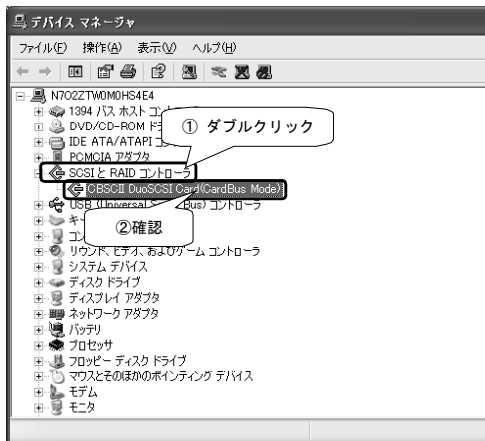 デバイス マネージャ
ファイル(F) 操作(A) 表示(V) ヘルプ(H)
N702ZTW0M0HS4E4
1394 バス ホスト コントローラ
① ダブルクリック
DVD/CD-ROM ドライブ
IDE ATA/ATAPI コ
PCMCIA アダプタ
SCSI と RAID コントローラ
CBSCII DuoSCSI Card(CardBus Mode)
USB (Universal Serial Bus) コントローラ
②確認
キー
コン
サウンド、ビデオ、およびゲーム コントローラ
システム デバイス
ディスク ドライブ
ディスプレイ アダプタ
ネットワーク アダプタ
バッテリ
プロセッサ
フロッピー ディスク ドライブ
マウスとそのほかのポインティング デバイス
モデム
モニタ